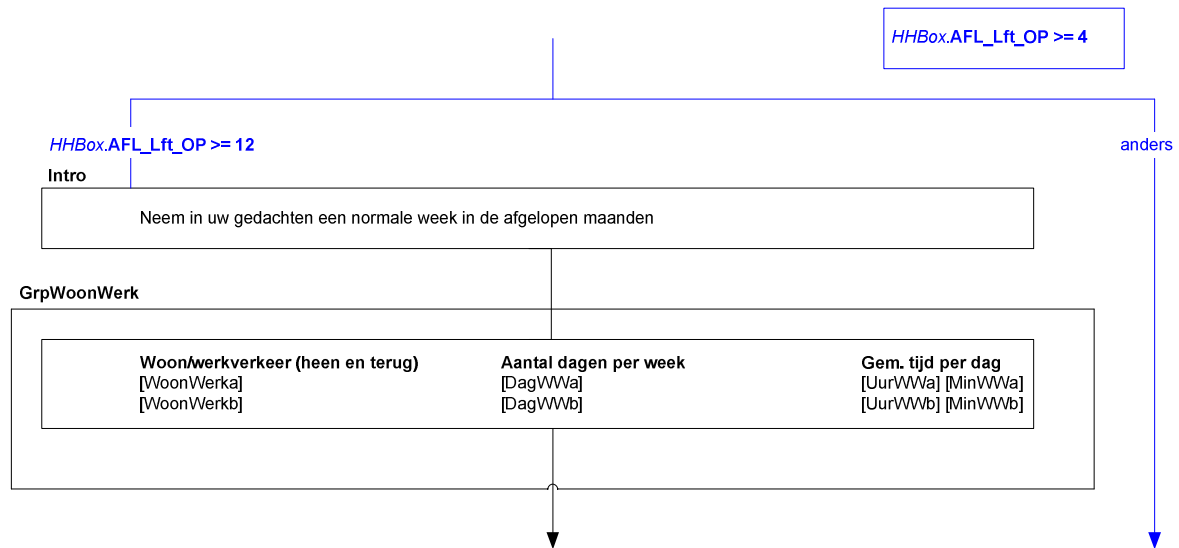 HHBox.AFL_Lft_OP >= 4
HHBox.AFL_Lft_OP >= 12
anders
Intro
Neem in uw gedachten een normale week in de afgelopen maanden
GrpWoonWerk
Woon/werkverkeer (heen en terug) Aantal dagen per week Gem. tijd per dag
[WoonWerka] [DagWWa] [UurWWa] [MinWWa]
[WoonWerkb] [DagWWb] [UurWWb] [MinWWb]